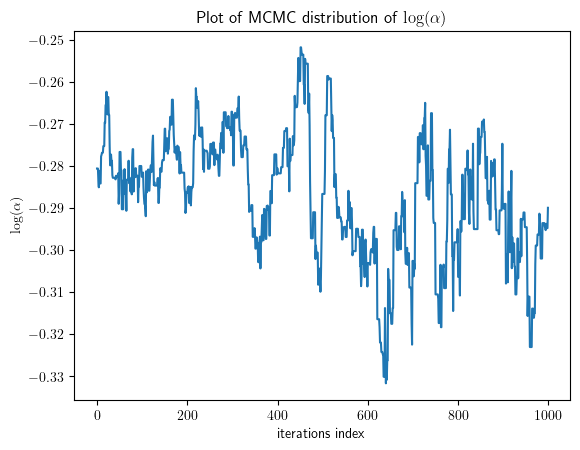 Plot of MCMC distribution of log(α)
−0.25
−0.26
−0.27
−0.28
−0.29
−0.30
−0.31
−0.32
−0.33
log(α)
0 200 400 600 800 1000
iterations index